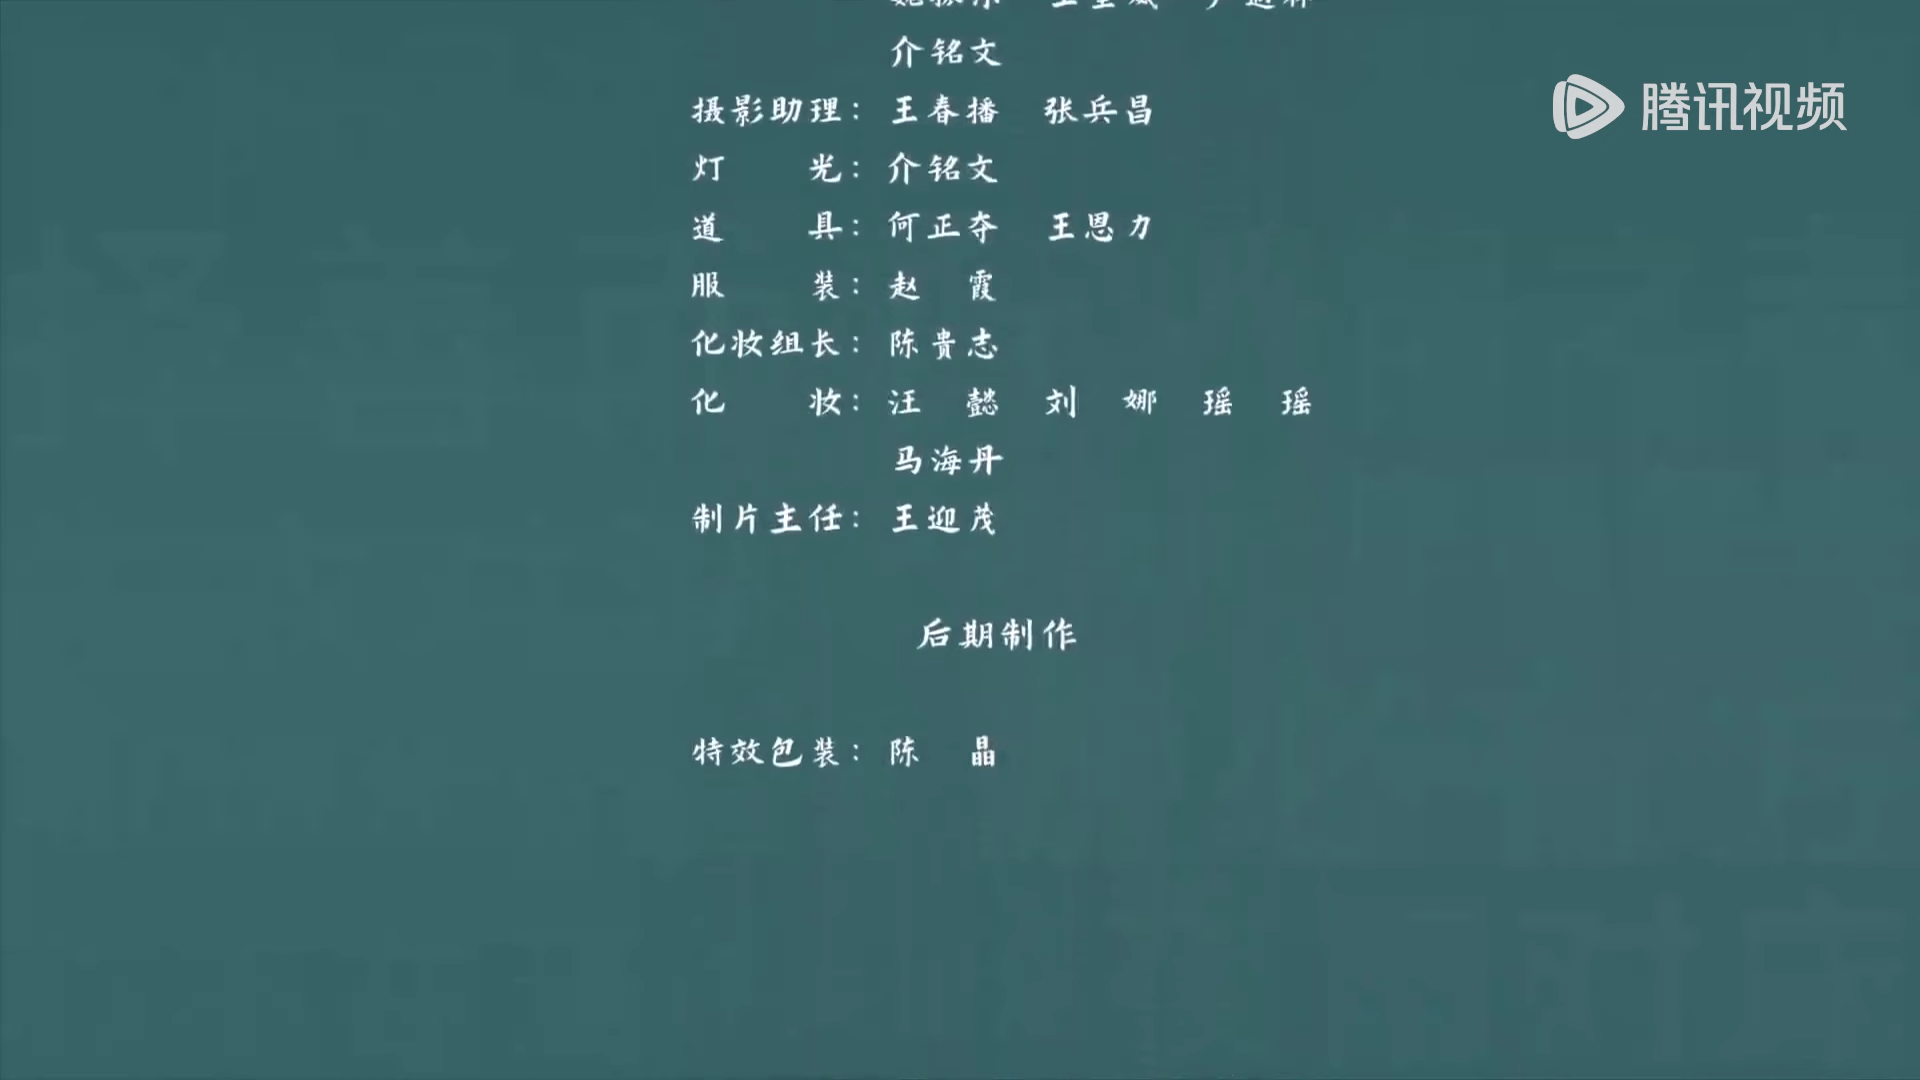 介铭文
腾讯视频
摄影助理：王春播 张兵昌
灯 光：介铭文
道 具：何正夺 王恩力
服 装：赵 霞
化妆组长：陈贵志
化 妆：汪 懿 刘 娜 瑶 瑶
马海丹
制片主任：王迎茂
后期制作
特效包装：陈 晶